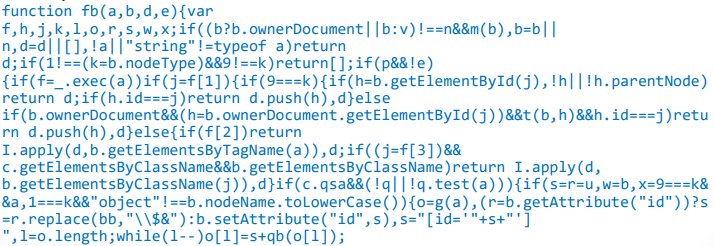 function fb(a,b,d,e){var
f,h,j,k,l,o,r,s,w,x;if((b?b.ownerDocument||b:v)!==n&&m(b),b=b||
n,d=d||[],!a||"string"!=typeof a)return
d;if(1!==(k=b.nodeType)&&9!==k)return[];if(p&&!e)
{if(f=_.exec(a))if(j=f[1]){if(9===k){if(h=b.getElementById(j),!h||!h.parentNode)
return d;if(h.id===j)return d.push(h),d}else
if(b.ownerDocument&&(h=b.ownerDocument.getElementById(j))&&t(b,h)&&h.id===j)retu
rn d.push(h),d}else{if(f[2])return
I.apply(d,b.getElementsByTagName(a)),d;if((j=f[3])&&
c.getElementsByClassName&&b.getElementsByClassName)return I.apply(d,
b.getElementsByClassName(j)),d}if(c.qsa&&(!q||!q.test(a))){if(s=r=u,w=b,x=9===k&
&a,1===k&&"object"!==b.nodeName.toLowerCase()){o=g(a),(r=b.getAttribute("id"))?s
=r.replace(bb,"\\$&"):b.setAttribute("id",s),s="[id='"+s+"']
",l=o.length;while(l--)o[l]=s+qb(o[l]);